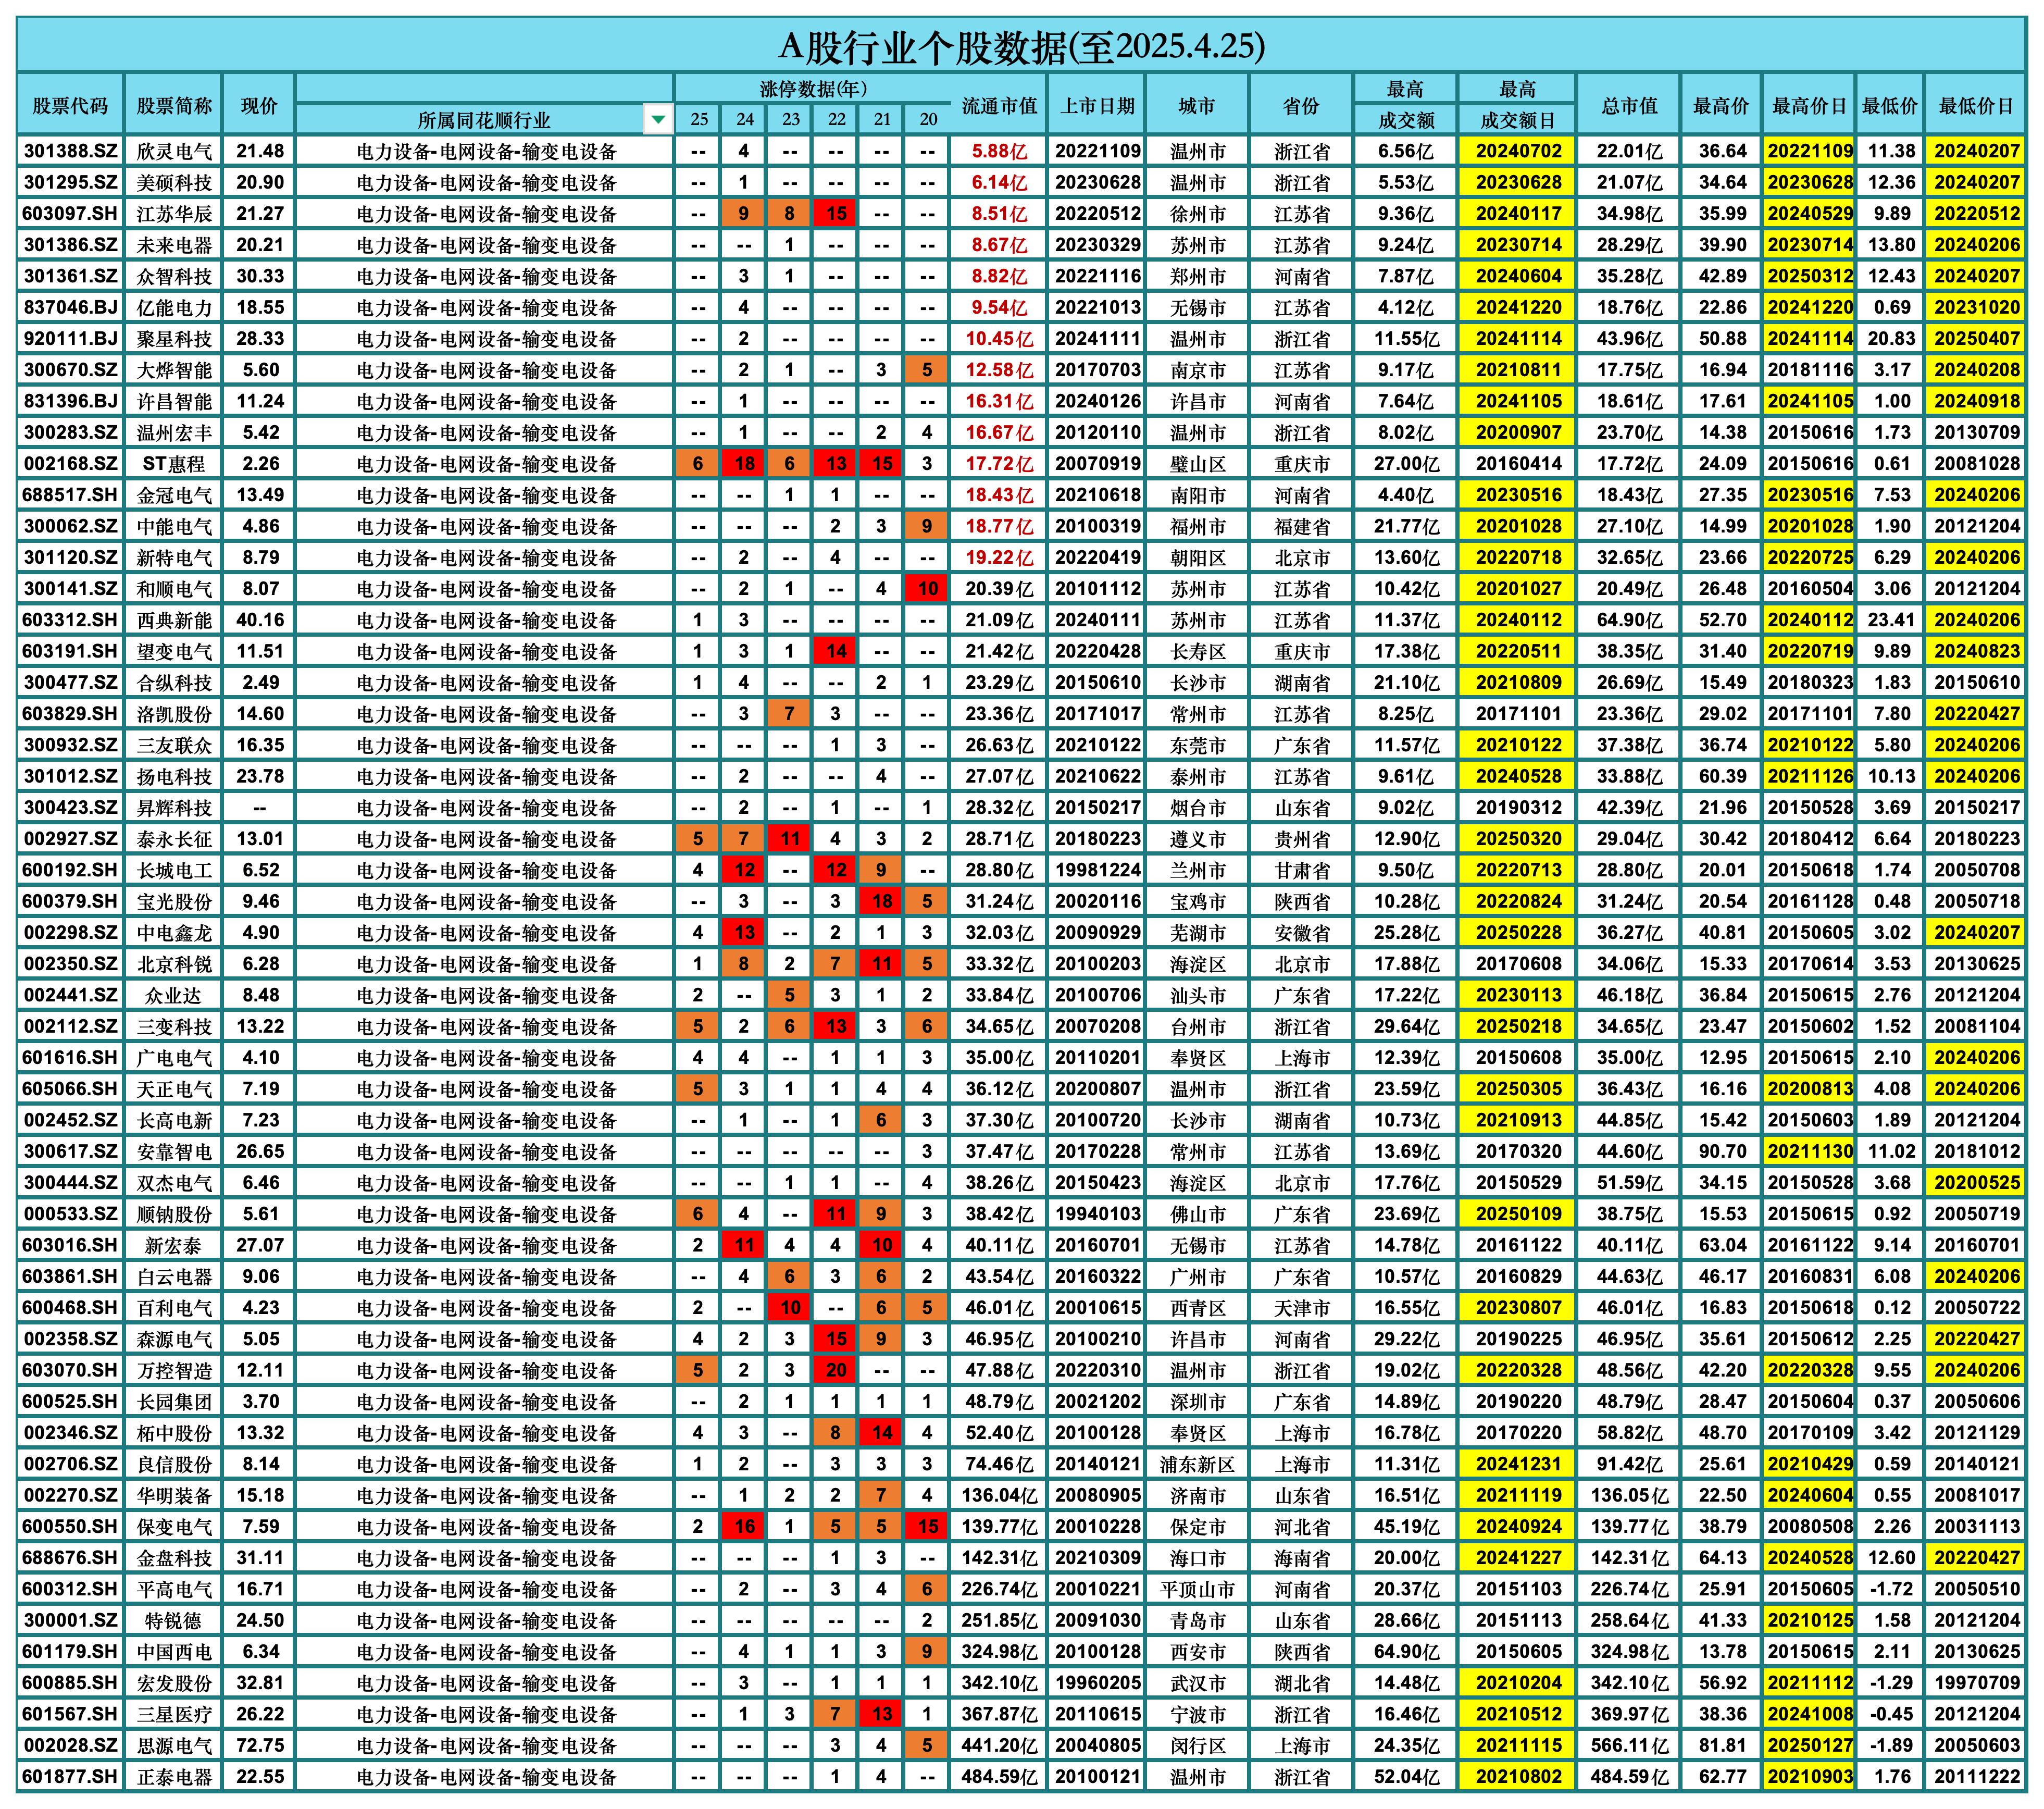 A股行业个股数据(至2025.4.25)
股票代码 股票简称 现价 所属同花顺行业 涨停数据(年) 25 24 23 22 21 20 流通市值 上市日期 城市 省份 最高成交额 最高成交额日 总市值 最高价 最高价日 最低价 最低价日
301388.SZ 欣灵电气 21.48 电力设备-电网设备-输变电设备 -- 4 -- -- -- -- 5.88亿 20221109 温州市 浙江省 6.56亿 20240702 22.01亿 36.64 20221109 11.38 20240207
301295.SZ 美硕科技 20.90 电力设备-电网设备-输变电设备 -- 1 -- -- -- -- 6.14亿 20230628 温州市 浙江省 5.53亿 20230628 21.07亿 34.64 20230628 12.36 20240207
603097.SH 江苏华辰 21.27 电力设备-电网设备-输变电设备 -- 9 8 15 -- -- 8.51亿 20220512 徐州市 江苏省 9.36亿 20240117 34.98亿 35.99 20240529 9.89 20220512
301386.SZ 未来电器 20.21 电力设备-电网设备-输变电设备 -- -- 1 -- -- -- 8.67亿 20230329 苏州市 江苏省 9.24亿 20230714 28.29亿 39.90 20230714 13.80 20240206
301361.SZ 众智科技 30.33 电力设备-电网设备-输变电设备 -- 3 1 -- -- -- 8.82亿 20221116 郑州市 河南省 7.87亿 20240604 35.28亿 42.89 20250312 12.43 20240207
837046.BJ 亿能电力 18.55 电力设备-电网设备-输变电设备 -- 4 -- -- -- -- 9.54亿 20221013 无锡市 江苏省 4.12亿 20241220 18.76亿 22.86 20241220 0.69 20231020
920111.BJ 聚星科技 28.33 电力设备-电网设备-输变电设备 -- 2 -- -- -- -- 10.45亿 20241111 温州市 浙江省 11.55亿 20241114 43.96亿 50.88 20241114 20.83 20250407
300670.SZ 大烨智能 5.60 电力设备-电网设备-输变电设备 -- 2 1 -- 3 5 12.58亿 20170703 南京市 江苏省 9.17亿 20210811 17.75亿 16.94 20181116 3.17 20240208
831396.BJ 许昌智能 11.24 电力设备-电网设备-输变电设备 -- 1 -- -- -- -- 16.31亿 20240126 许昌市 河南省 7.64亿 20241105 18.61亿 17.61 20241105 1.00 20240918
300283.SZ 温州宏丰 5.42 电力设备-电网设备-输变电设备 -- 1 -- -- 2 4 16.67亿 20120110 温州市 浙江省 8.02亿 20200907 23.70亿 14.38 20150616 1.73 20130709
002168.SZ ST惠程 2.26 电力设备-电网设备-输变电设备 6 18 6 13 15 3 17.72亿 20070919 璧山区 重庆市 27.00亿 20160414 17.72亿 24.09 20150616 0.61 20081028
688517.SH 金冠电气 13.49 电力设备-电网设备-输变电设备 -- -- 1 1 -- -- 18.43亿 20210618 南阳市 河南省 4.40亿 20230516 18.43亿 27.35 20230516 7.53 20240206
300062.SZ 中能电气 4.86 电力设备-电网设备-输变电设备 -- -- -- 2 3 9 18.77亿 20100319 福州市 福建省 21.77亿 20201028 27.10亿 14.99 20201028 1.90 20121204
301120.SZ 新特电气 8.79 电力设备-电网设备-输变电设备 -- 2 -- 4 -- -- 19.22亿 20220419 朝阳区 北京市 13.60亿 20220718 32.65亿 23.66 20220725 6.29 20240206
300141.SZ 和顺电气 8.07 电力设备-电网设备-输变电设备 -- 2 1 -- 4 10 20.39亿 20101112 苏州市 江苏省 10.42亿 20201027 20.49亿 26.48 20160504 3.06 20121204
603312.SH 西典新能 40.16 电力设备-电网设备-输变电设备 1 3 -- -- -- -- 21.09亿 20240111 苏州市 江苏省 11.37亿 20240112 64.90亿 52.70 20240112 23.41 20240206
603191.SH 望变电气 11.51 电力设备-电网设备-输变电设备 1 3 1 14 -- -- 21.42亿 20220428 长寿区 重庆市 17.38亿 20220511 38.35亿 31.40 20220719 9.89 20240823
300477.SZ 合纵科技 2.49 电力设备-电网设备-输变电设备 1 4 -- -- 2 1 23.29亿 20150610 长沙市 湖南省 21.10亿 20210809 26.69亿 15.49 20180323 1.83 20150610
603829.SH 洛凯股份 14.60 电力设备-电网设备-输变电设备 -- 3 7 3 -- -- 23.36亿 20171017 常州市 江苏省 8.25亿 20171101 23.36亿 29.02 20171101 7.80 20220427
300932.SZ 三友联众 16.35 电力设备-电网设备-输变电设备 -- -- -- 1 3 -- 26.63亿 20210122 东莞市 广东省 11.57亿 20210122 37.38亿 36.74 20210122 5.80 20240206
301012.SZ 扬电科技 23.78 电力设备-电网设备-输变电设备 -- 2 -- -- 4 -- 27.07亿 20210622 泰州市 江苏省 9.61亿 20240528 33.88亿 60.39 20211126 10.13 20240206
300423.SZ 昇辉科技 -- 电力设备-电网设备-输变电设备 -- 2 -- 1 -- 1 28.32亿 20150217 烟台市 山东省 9.02亿 20190312 42.39亿 21.96 20150528 3.69 20150217
002927.SZ 泰永长征 13.01 电力设备-电网设备-输变电设备 5 7 11 4 3 2 28.71亿 20180223 遵义市 贵州省 12.90亿 20250320 29.04亿 30.42 20180412 6.64 20180223
600192.SH 长城电工 6.52 电力设备-电网设备-输变电设备 4 12 -- 12 9 -- 28.80亿 19981224 兰州市 甘肃省 9.50亿 20220713 28.80亿 20.01 20150618 1.74 20050708
600379.SH 宝光股份 9.46 电力设备-电网设备-输变电设备 -- 3 -- 3 18 5 31.24亿 20020116 宝鸡市 陕西省 10.28亿 20220824 31.24亿 20.54 20161128 0.48 20050718
002298.SZ 中电鑫龙 4.90 电力设备-电网设备-输变电设备 4 13 -- 2 1 3 32.03亿 20090929 芜湖市 安徽省 25.28亿 20250228 36.27亿 40.81 20150605 3.02 20240207
002350.SZ 北京科锐 6.28 电力设备-电网设备-输变电设备 1 8 2 7 11 5 33.32亿 20100203 海淀区 北京市 17.88亿 20170608 34.06亿 15.33 20170614 3.53 20130625
002441.SZ 众业达 8.48 电力设备-电网设备-输变电设备 2 -- 5 3 1 2 33.84亿 20100706 汕头市 广东省 17.22亿 20230113 46.18亿 36.84 20150615 2.76 20121204
002112.SZ 三变科技 13.22 电力设备-电网设备-输变电设备 5 2 6 13 3 6 34.65亿 20070208 台州市 浙江省 29.64亿 20250218 34.65亿 23.47 20150602 1.52 20081104
601616.SH 广电电气 4.10 电力设备-电网设备-输变电设备 4 4 -- 1 1 3 35.00亿 20110201 奉贤区 上海市 12.39亿 20150608 35.00亿 12.95 20150615 2.10 20240206
605066.SH 天正电气 7.19 电力设备-电网设备-输变电设备 5 3 1 1 4 4 36.12亿 20200807 温州市 浙江省 23.59亿 20250305 36.43亿 16.16 20200813 4.08 20240206
002452.SZ 长高电新 7.23 电力设备-电网设备-输变电设备 -- 1 -- 1 6 3 37.30亿 20100720 长沙市 湖南省 10.73亿 20210913 44.85亿 15.42 20150603 1.89 20121204
300617.SZ 安靠智电 26.65 电力设备-电网设备-输变电设备 -- -- -- -- -- 3 37.47亿 20170228 常州市 江苏省 13.69亿 20170320 44.60亿 90.70 20211130 11.02 20181012
300444.SZ 双杰电气 6.46 电力设备-电网设备-输变电设备 -- -- 1 1 -- 4 38.26亿 20150423 海淀区 北京市 17.76亿 20150529 51.59亿 34.15 20150528 3.68 20200525
000533.SZ 顺钠股份 5.61 电力设备-电网设备-输变电设备 6 4 -- 11 9 3 38.42亿 19940103 佛山市 广东省 23.69亿 20250109 38.75亿 15.53 20150615 0.92 20050719
603016.SH 新宏泰 27.07 电力设备-电网设备-输变电设备 2 11 4 4 10 4 40.11亿 20160701 无锡市 江苏省 14.78亿 20161122 40.11亿 63.04 20161122 9.14 20160701
603861.SH 白云电器 9.06 电力设备-电网设备-输变电设备 -- 4 6 3 6 2 43.54亿 20160322 广州市 广东省 10.57亿 20160829 44.63亿 46.17 20160831 6.08 20240206
600468.SH 百利电气 4.23 电力设备-电网设备-输变电设备 2 -- 10 -- 6 5 46.01亿 20010615 西青区 天津市 16.55亿 20230807 46.01亿 16.83 20150618 0.12 20050722
002358.SZ 森源电气 5.05 电力设备-电网设备-输变电设备 4 2 3 15 9 3 46.95亿 20100210 许昌市 河南省 29.22亿 20190225 46.95亿 35.61 20150612 2.25 20220427
603070.SH 万控智造 12.11 电力设备-电网设备-输变电设备 5 2 3 20 -- -- 47.88亿 20220310 温州市 浙江省 19.02亿 20220328 48.56亿 42.20 20220328 9.55 20240206
600525.SH 长园集团 3.70 电力设备-电网设备-输变电设备 -- 2 1 1 1 1 48.79亿 20021202 深圳市 广东省 14.89亿 20190220 48.79亿 28.47 20150604 0.37 20050606
002346.SZ 柘中股份 13.32 电力设备-电网设备-输变电设备 4 3 -- 8 14 4 52.40亿 20100128 奉贤区 上海市 16.78亿 20170220 58.82亿 48.70 20170109 3.42 20121129
002706.SZ 良信股份 8.14 电力设备-电网设备-输变电设备 1 2 -- 3 3 3 74.46亿 20140121 浦东新区 上海市 11.31亿 20241231 91.42亿 25.61 20210429 0.59 20140121
002270.SZ 华明装备 15.18 电力设备-电网设备-输变电设备 -- 1 2 2 7 4 136.04亿 20080905 济南市 山东省 16.51亿 20211119 136.05亿 22.50 20240604 0.55 20081017
600550.SH 保变电气 7.59 电力设备-电网设备-输变电设备 2 16 1 5 5 15 139.77亿 20010228 保定市 河北省 45.19亿 20240924 139.77亿 38.79 20080508 2.26 20031113
688676.SH 金盘科技 31.11 电力设备-电网设备-输变电设备 -- -- -- 1 3 -- 142.31亿 20210309 海口市 海南省 20.00亿 20241227 142.31亿 64.13 20240528 12.60 20220427
600312.SH 平高电气 16.71 电力设备-电网设备-输变电设备 -- 2 -- 3 4 6 226.74亿 20010221 平顶山市 河南省 20.37亿 20151103 226.74亿 25.91 20150605 -1.72 20050510
300001.SZ 特锐德 24.50 电力设备-电网设备-输变电设备 -- -- -- -- -- 2 251.85亿 20091030 青岛市 山东省 28.66亿 20151113 258.64亿 41.33 20210125 1.58 20121204
601179.SH 中国西电 6.34 电力设备-电网设备-输变电设备 -- 4 1 1 3 9 324.98亿 20100128 西安市 陕西省 64.90亿 20150605 324.98亿 13.78 20150615 2.11 20130625
600885.SH 宏发股份 32.81 电力设备-电网设备-输变电设备 -- 3 -- 1 1 1 342.10亿 19960205 武汉市 湖北省 14.48亿 20210204 342.10亿 56.92 20211112 -1.29 19970709
601567.SH 三星医疗 26.22 电力设备-电网设备-输变电设备 -- 1 3 7 13 1 367.87亿 20110615 宁波市 浙江省 16.46亿 20210512 369.97亿 38.36 20241008 -0.45 20121204
002028.SZ 思源电气 72.75 电力设备-电网设备-输变电设备 -- -- -- 3 4 5 441.20亿 20040805 闵行区 上海市 24.35亿 20211115 566.11亿 81.81 20250127 -1.89 20050603
601877.SH 正泰电器 22.55 电力设备-电网设备-输变电设备 -- -- -- 1 4 -- 484.59亿 20100121 温州市 浙江省 52.04亿 20210802 484.59亿 62.77 20210903 1.76 20111222